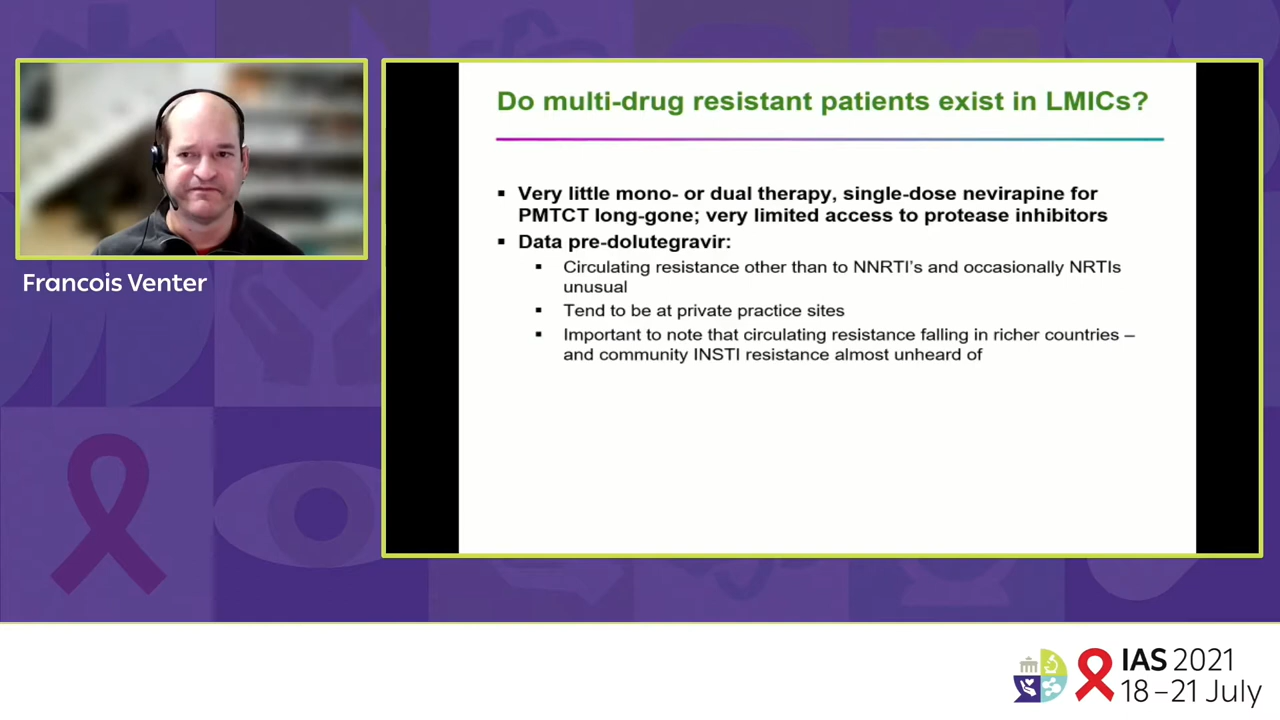 Francois Venter
Do multi-drug resistant patients exist in LMICs?
▪ Very little mono- or dual therapy, single-dose nevirapine for
PMTCT long-gone; very limited access to protease inhibitors
▪ Data pre-dolutegravir:
▪ Circulating resistance other than to NNRTI's and occasionally NRTIs
unusual
▪ Tend to be at private practice sites
▪ Important to note that circulating resistance falling in richer countries –
and community INSTI resistance almost unheard of
IAS 2021
18–21 July